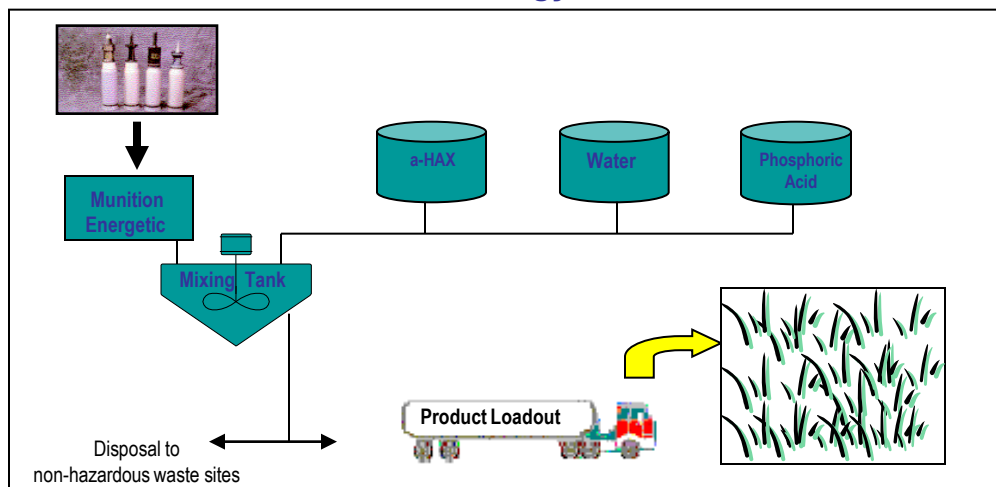 a-HAX
Water
Phosphoric
Acid
Munition
Energetic
Mixing Tank
Product Loadout
Disposal to
non-hazardous waste sites